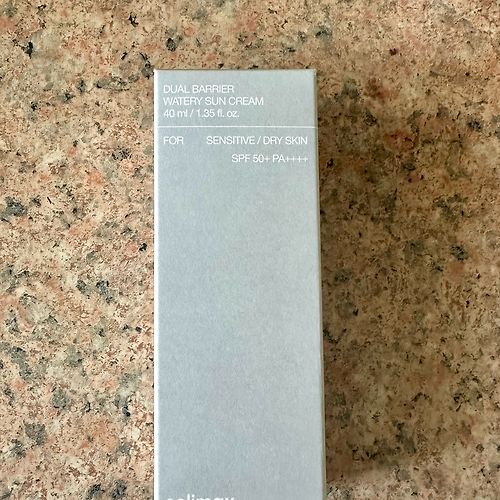 DUAL BARRIER
WATERY SUN CREAM
40 ml / 1.35 fl. oz.
FOR SENSITIVE / DRY SKIN
SPF 50+ PA++++